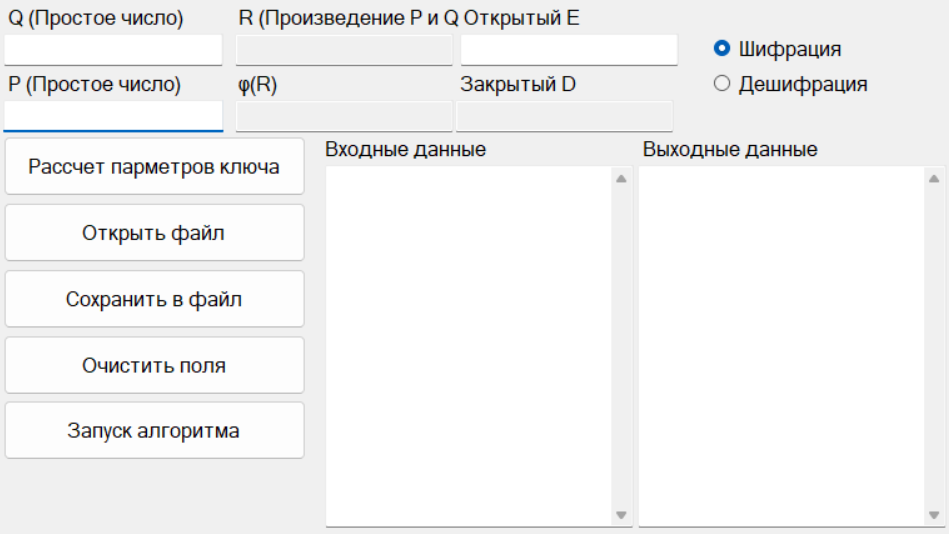 Q (Простое число)
R (Произведение P и Q
Открытый E
Шифрация
P (Простое число)
φ(R)
Закрытый D
Дешифрация
Рассчет парметров ключа
Входные данные
Выходные данные
Открыть файл
Сохранить в файл
Очистить поля
Запуск алгоритма